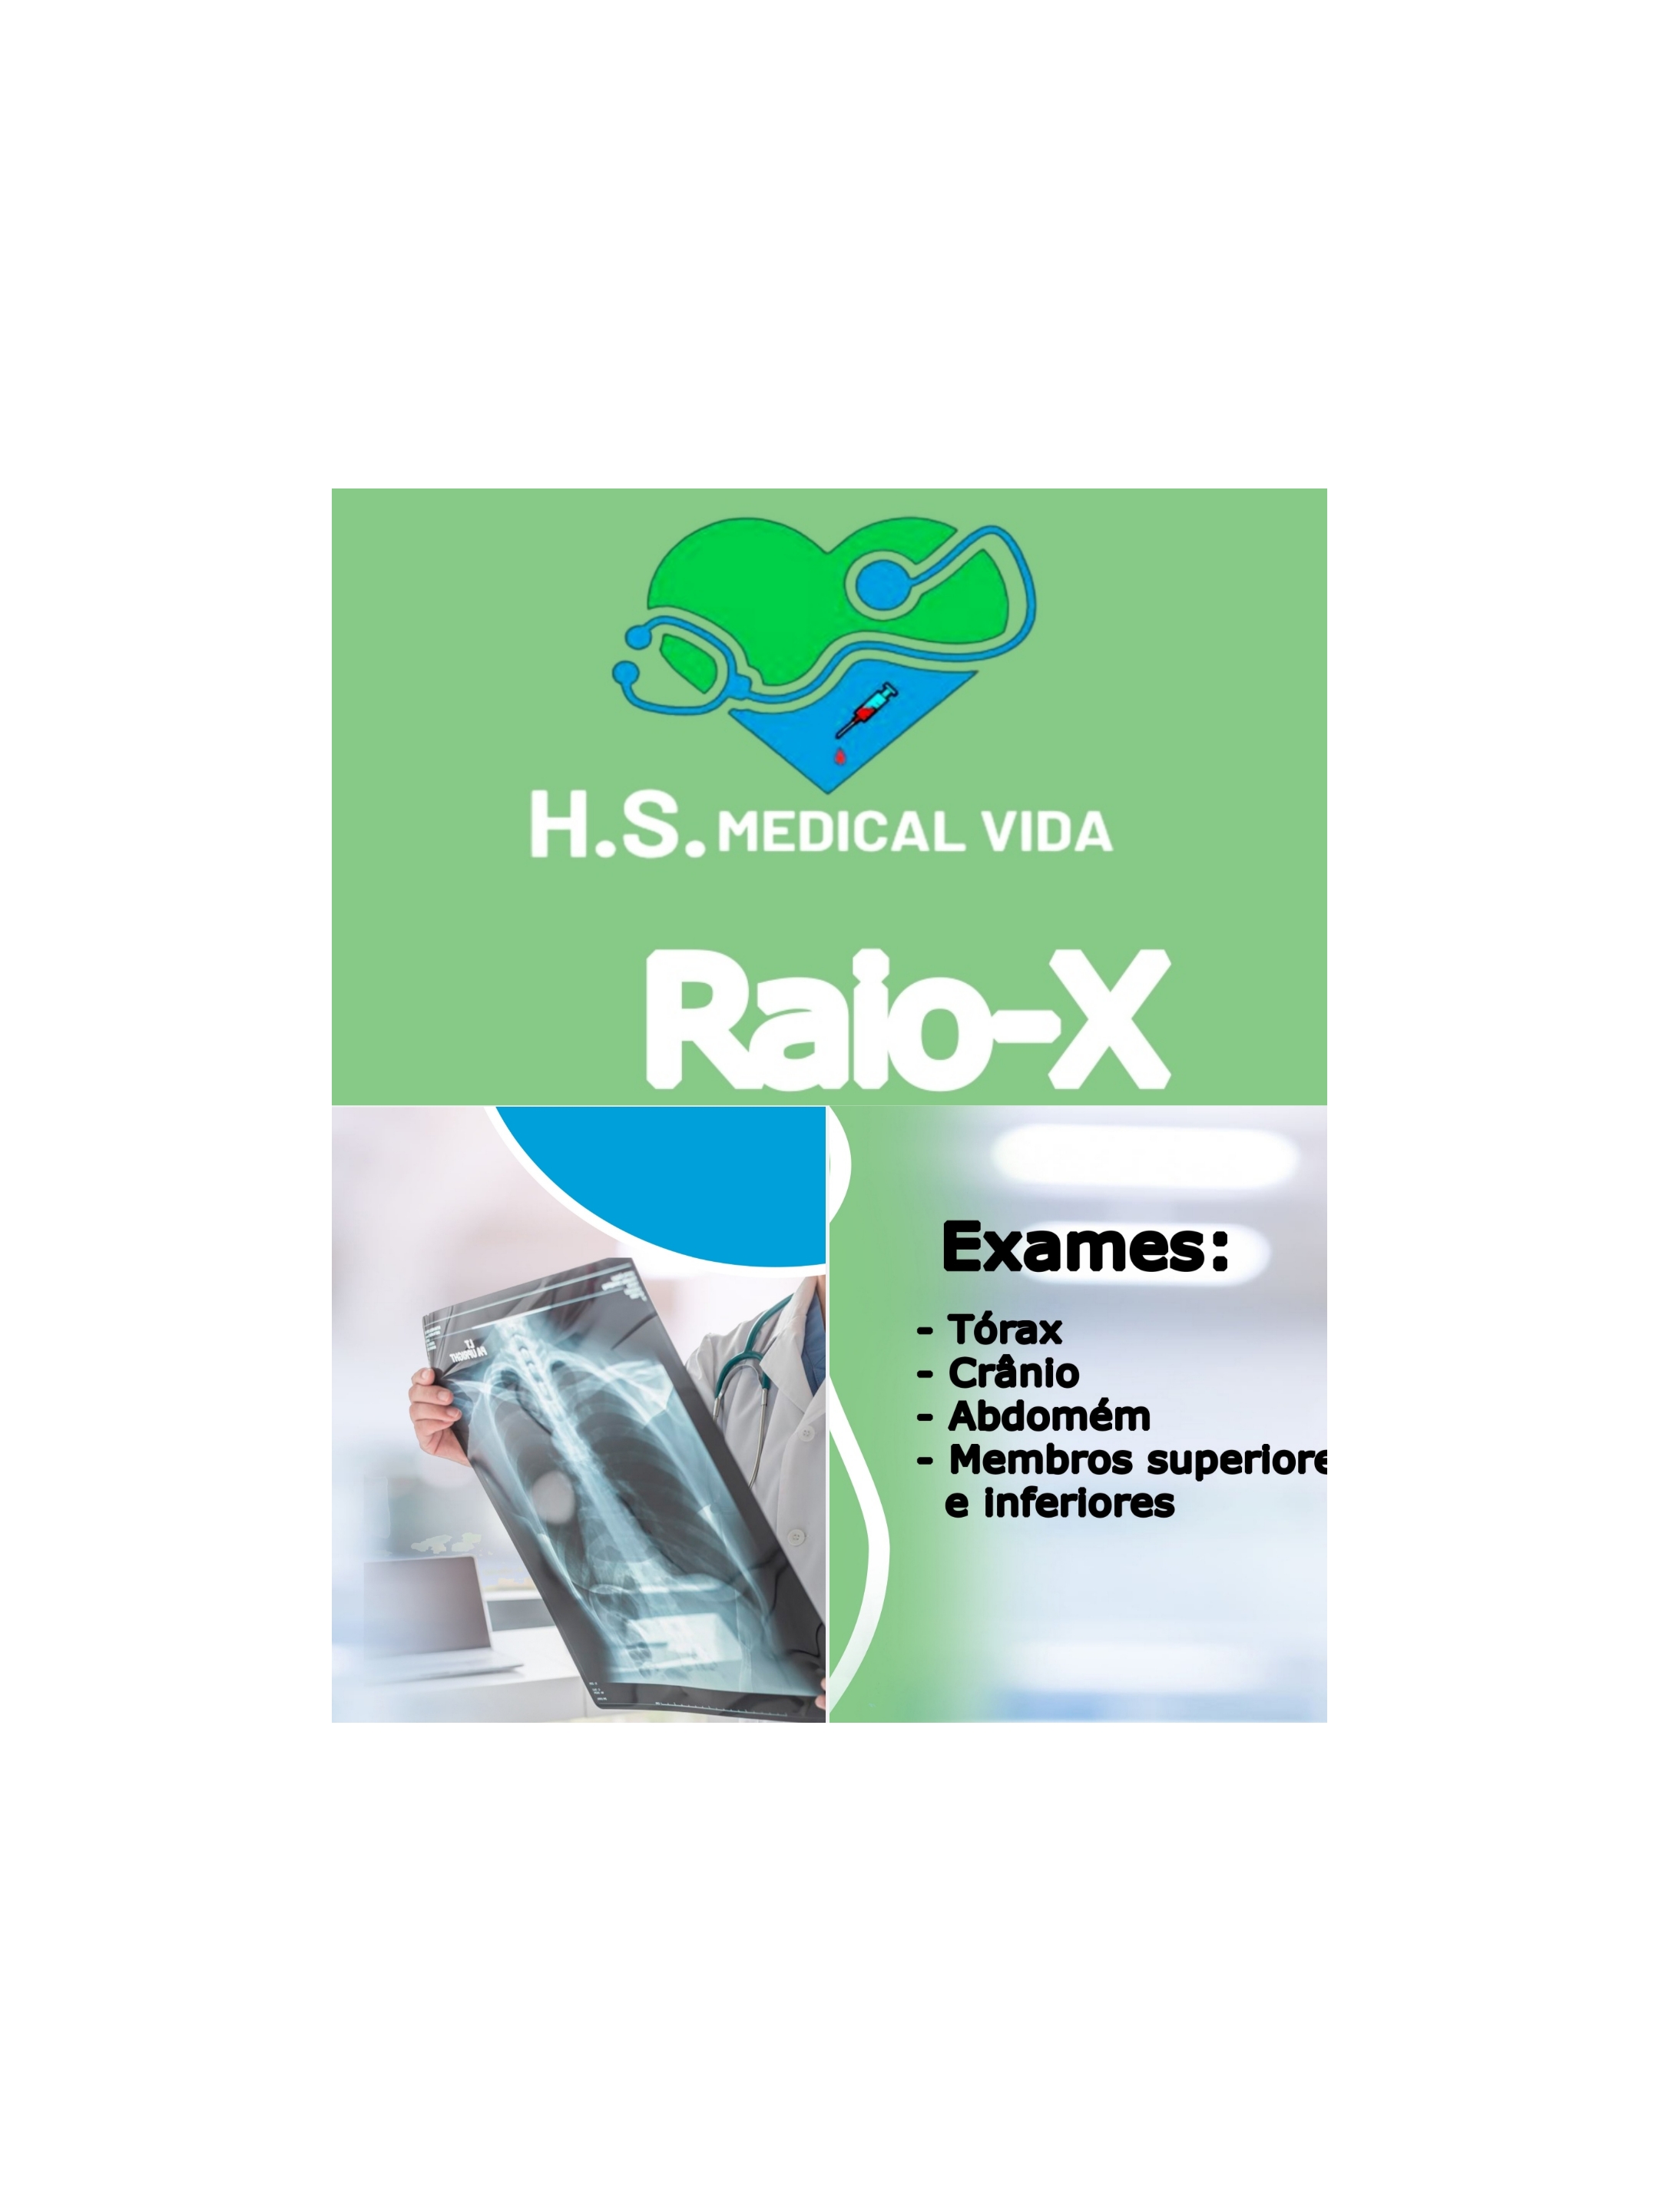 H.S. MEDICAL VIDA
Raio-X
Exames:
- Tórax
- Crânio
- Abdomém
- Membros superiore
e inferiores